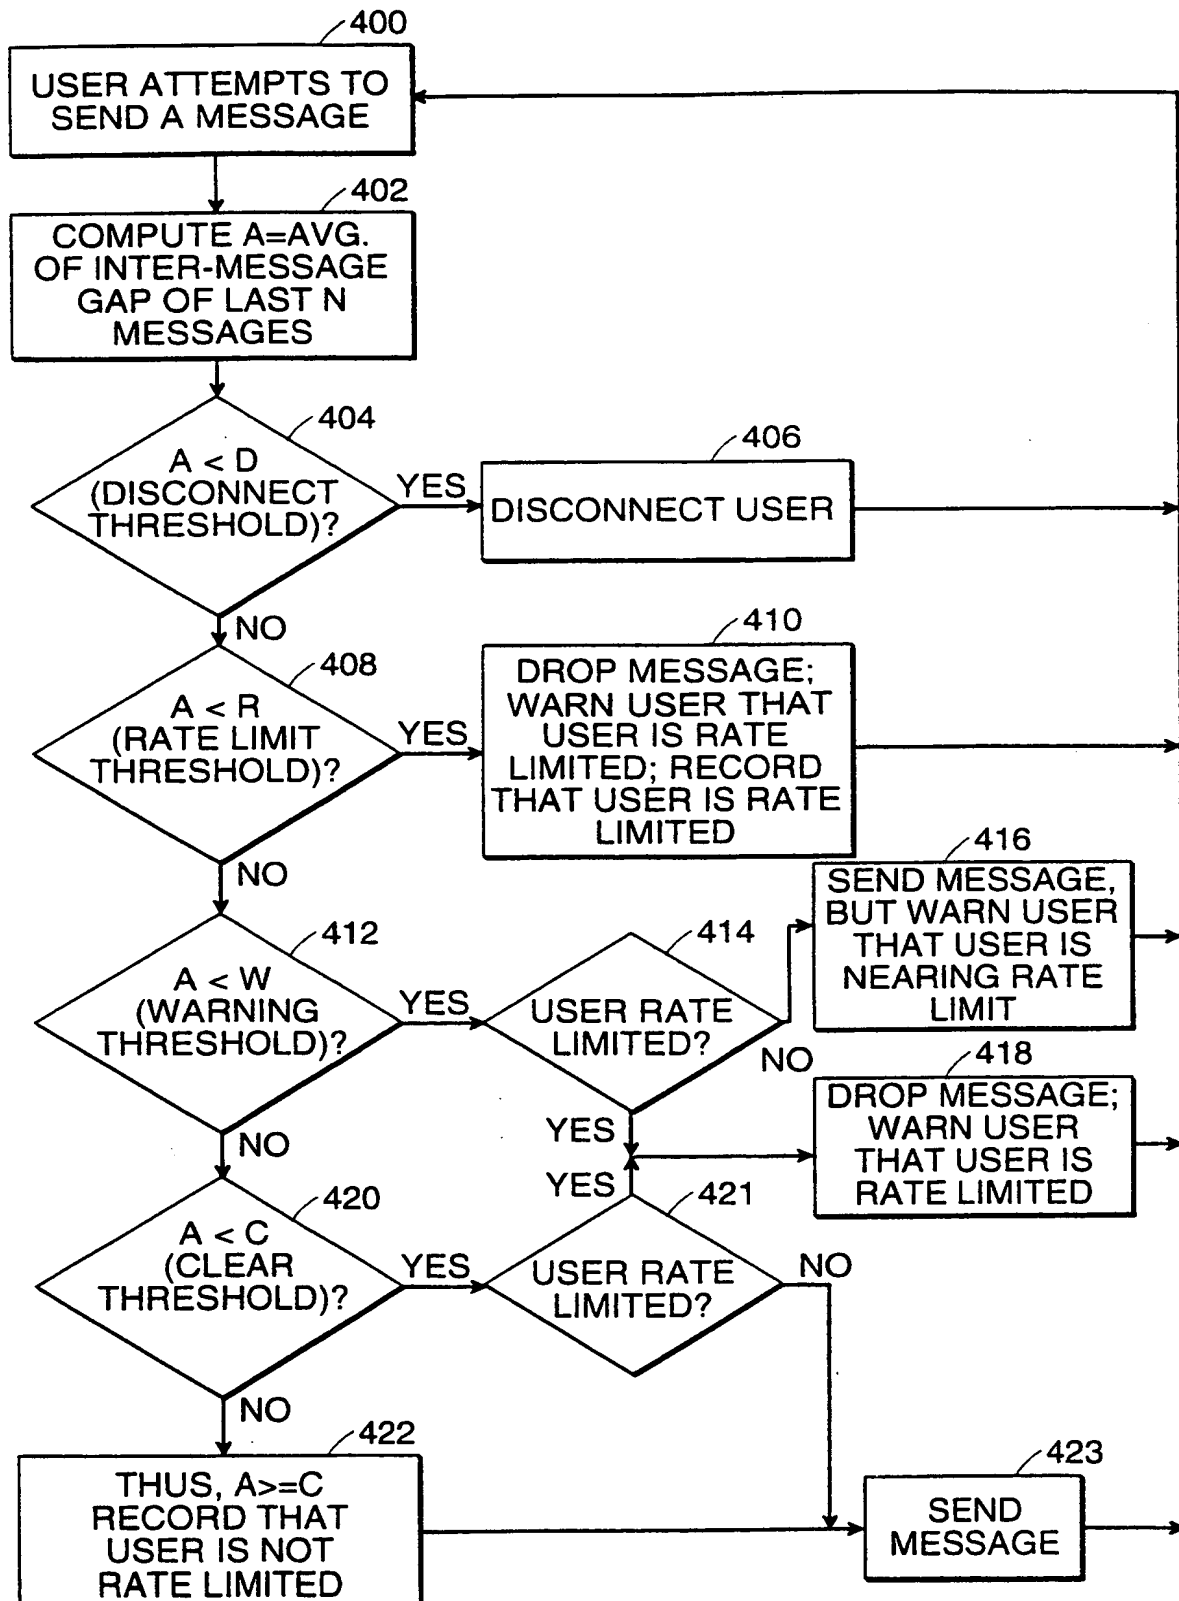 400
USER ATTEMPTS TO
SEND A MESSAGE
402
COMPUTE A=AVG.
OF INTER-MESSAGE
GAP OF LAST N
MESSAGES
404
A < D
(DISCONNECT
THRESHOLD)?
YES
406
DISCONNECT USER
NO
408
A < R
(RATE LIMIT
THRESHOLD)?
YES
410
DROP MESSAGE;
WARN USER THAT
USER IS RATE
LIMITED; RECORD
THAT USER IS RATE
LIMITED
NO
412
A < W
(WARNING
THRESHOLD)?
YES
414
USER RATE
LIMITED?
NO
416
SEND MESSAGE,
BUT WARN USER
THAT USER IS
NEARING RATE
LIMIT
YES
418
DROP MESSAGE;
WARN USER
THAT USER IS
RATE LIMITED
NO
420
A < C
(CLEAR
THRESHOLD)?
YES
YES
421
USER RATE
LIMITED?
NO
NO
422
THUS, A>=C
RECORD THAT
USER IS NOT
RATE LIMITED
423
SEND
MESSAGE